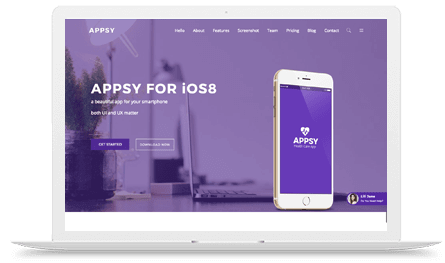 APPSY
Hello About Features Screenshot Team Pricing Blog Contact
APPSY FOR iOS8
a beautiful app for your smartphone
both UI and UX matter
GET STARTED
DOWNLOAD NOW
APPSY